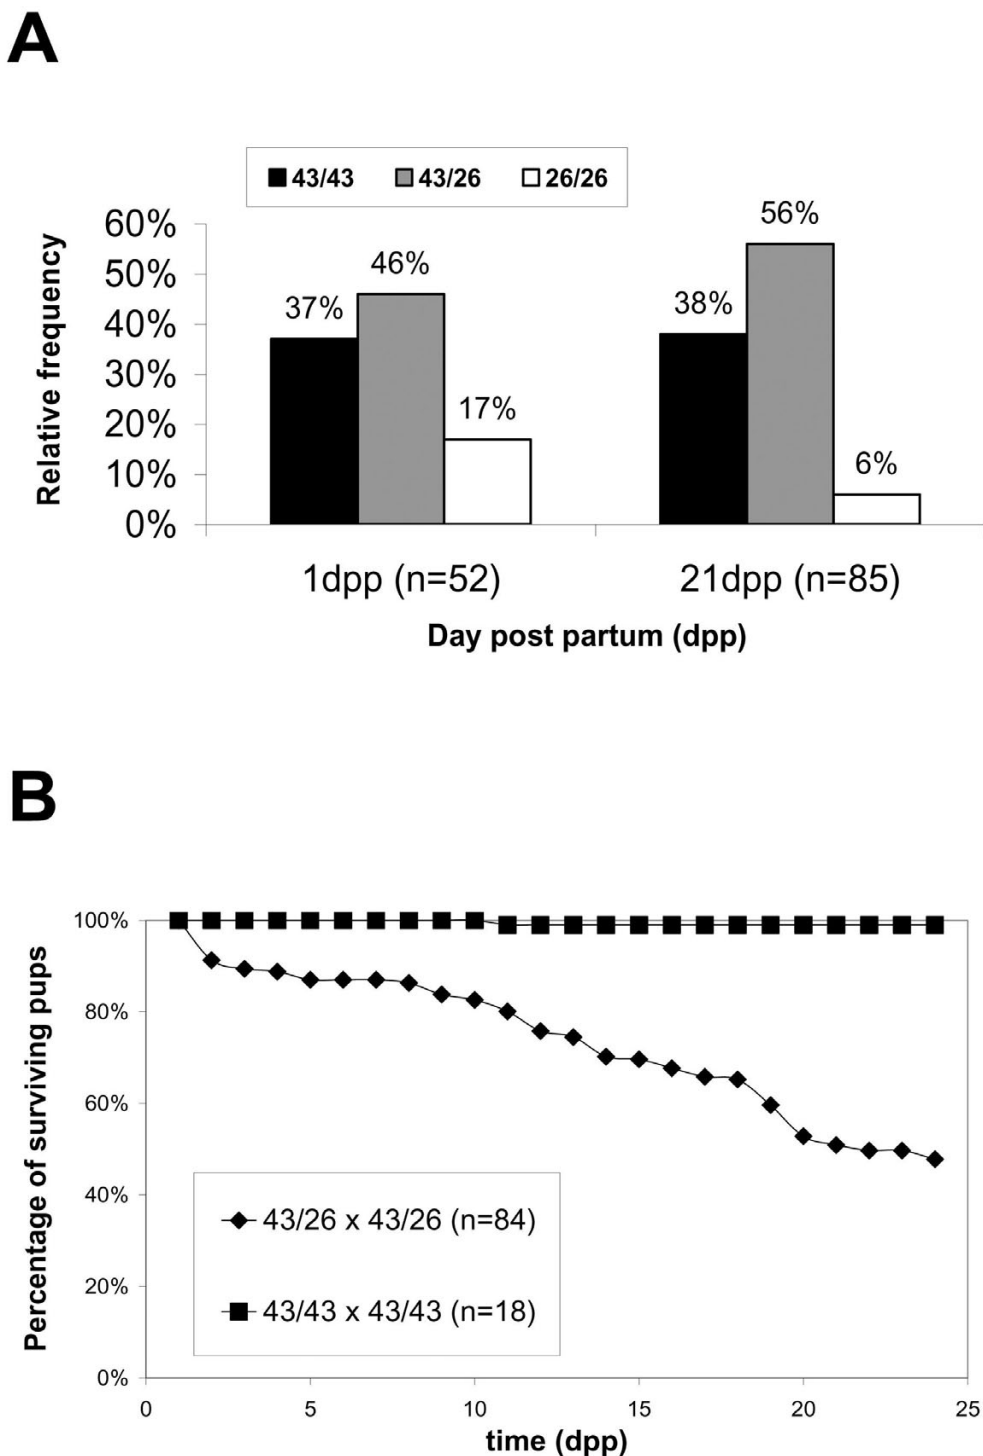 A
43/43 43/26 26/26
Relative frequency
60%
50%
40%
30%
20%
10%
0%
37%
46%
17%
38%
56%
6%
1dpp (n=52) 21dpp (n=85)
Day post partum (dpp)
B
Percentage of surviving pups
100%
80%
60%
40%
20%
0%
43/26 x 43/26 (n=84)
43/43 x 43/43 (n=18)
0 5 10 15 20 25
time (dpp)